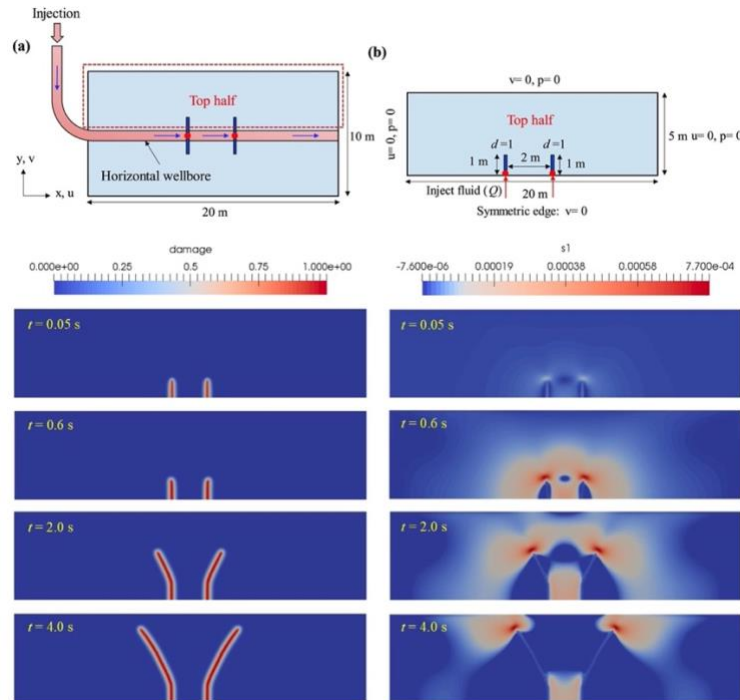 Injection
(a)
Top half
10 m
y, v
x, u
Horizontal wellbore
20 m
(b)
v= 0, p= 0
u= 0, p= 0
Top half
5 m u= 0, p= 0
d=1
d=1
1 m
2 m
1 m
Inject fluid (Q)
20 m
Symmetric edge: v= 0
damage
0.000e+00
0.25
0.5
0.75
1.000e+00
s1
-7.600e-06
0.00019
0.00038
0.00058
7.700e-04
t = 0.05 s
t = 0.05 s
t = 0.6 s
t = 0.6 s
t = 2.0 s
t = 2.0 s
t = 4.0 s
t = 4.0 s